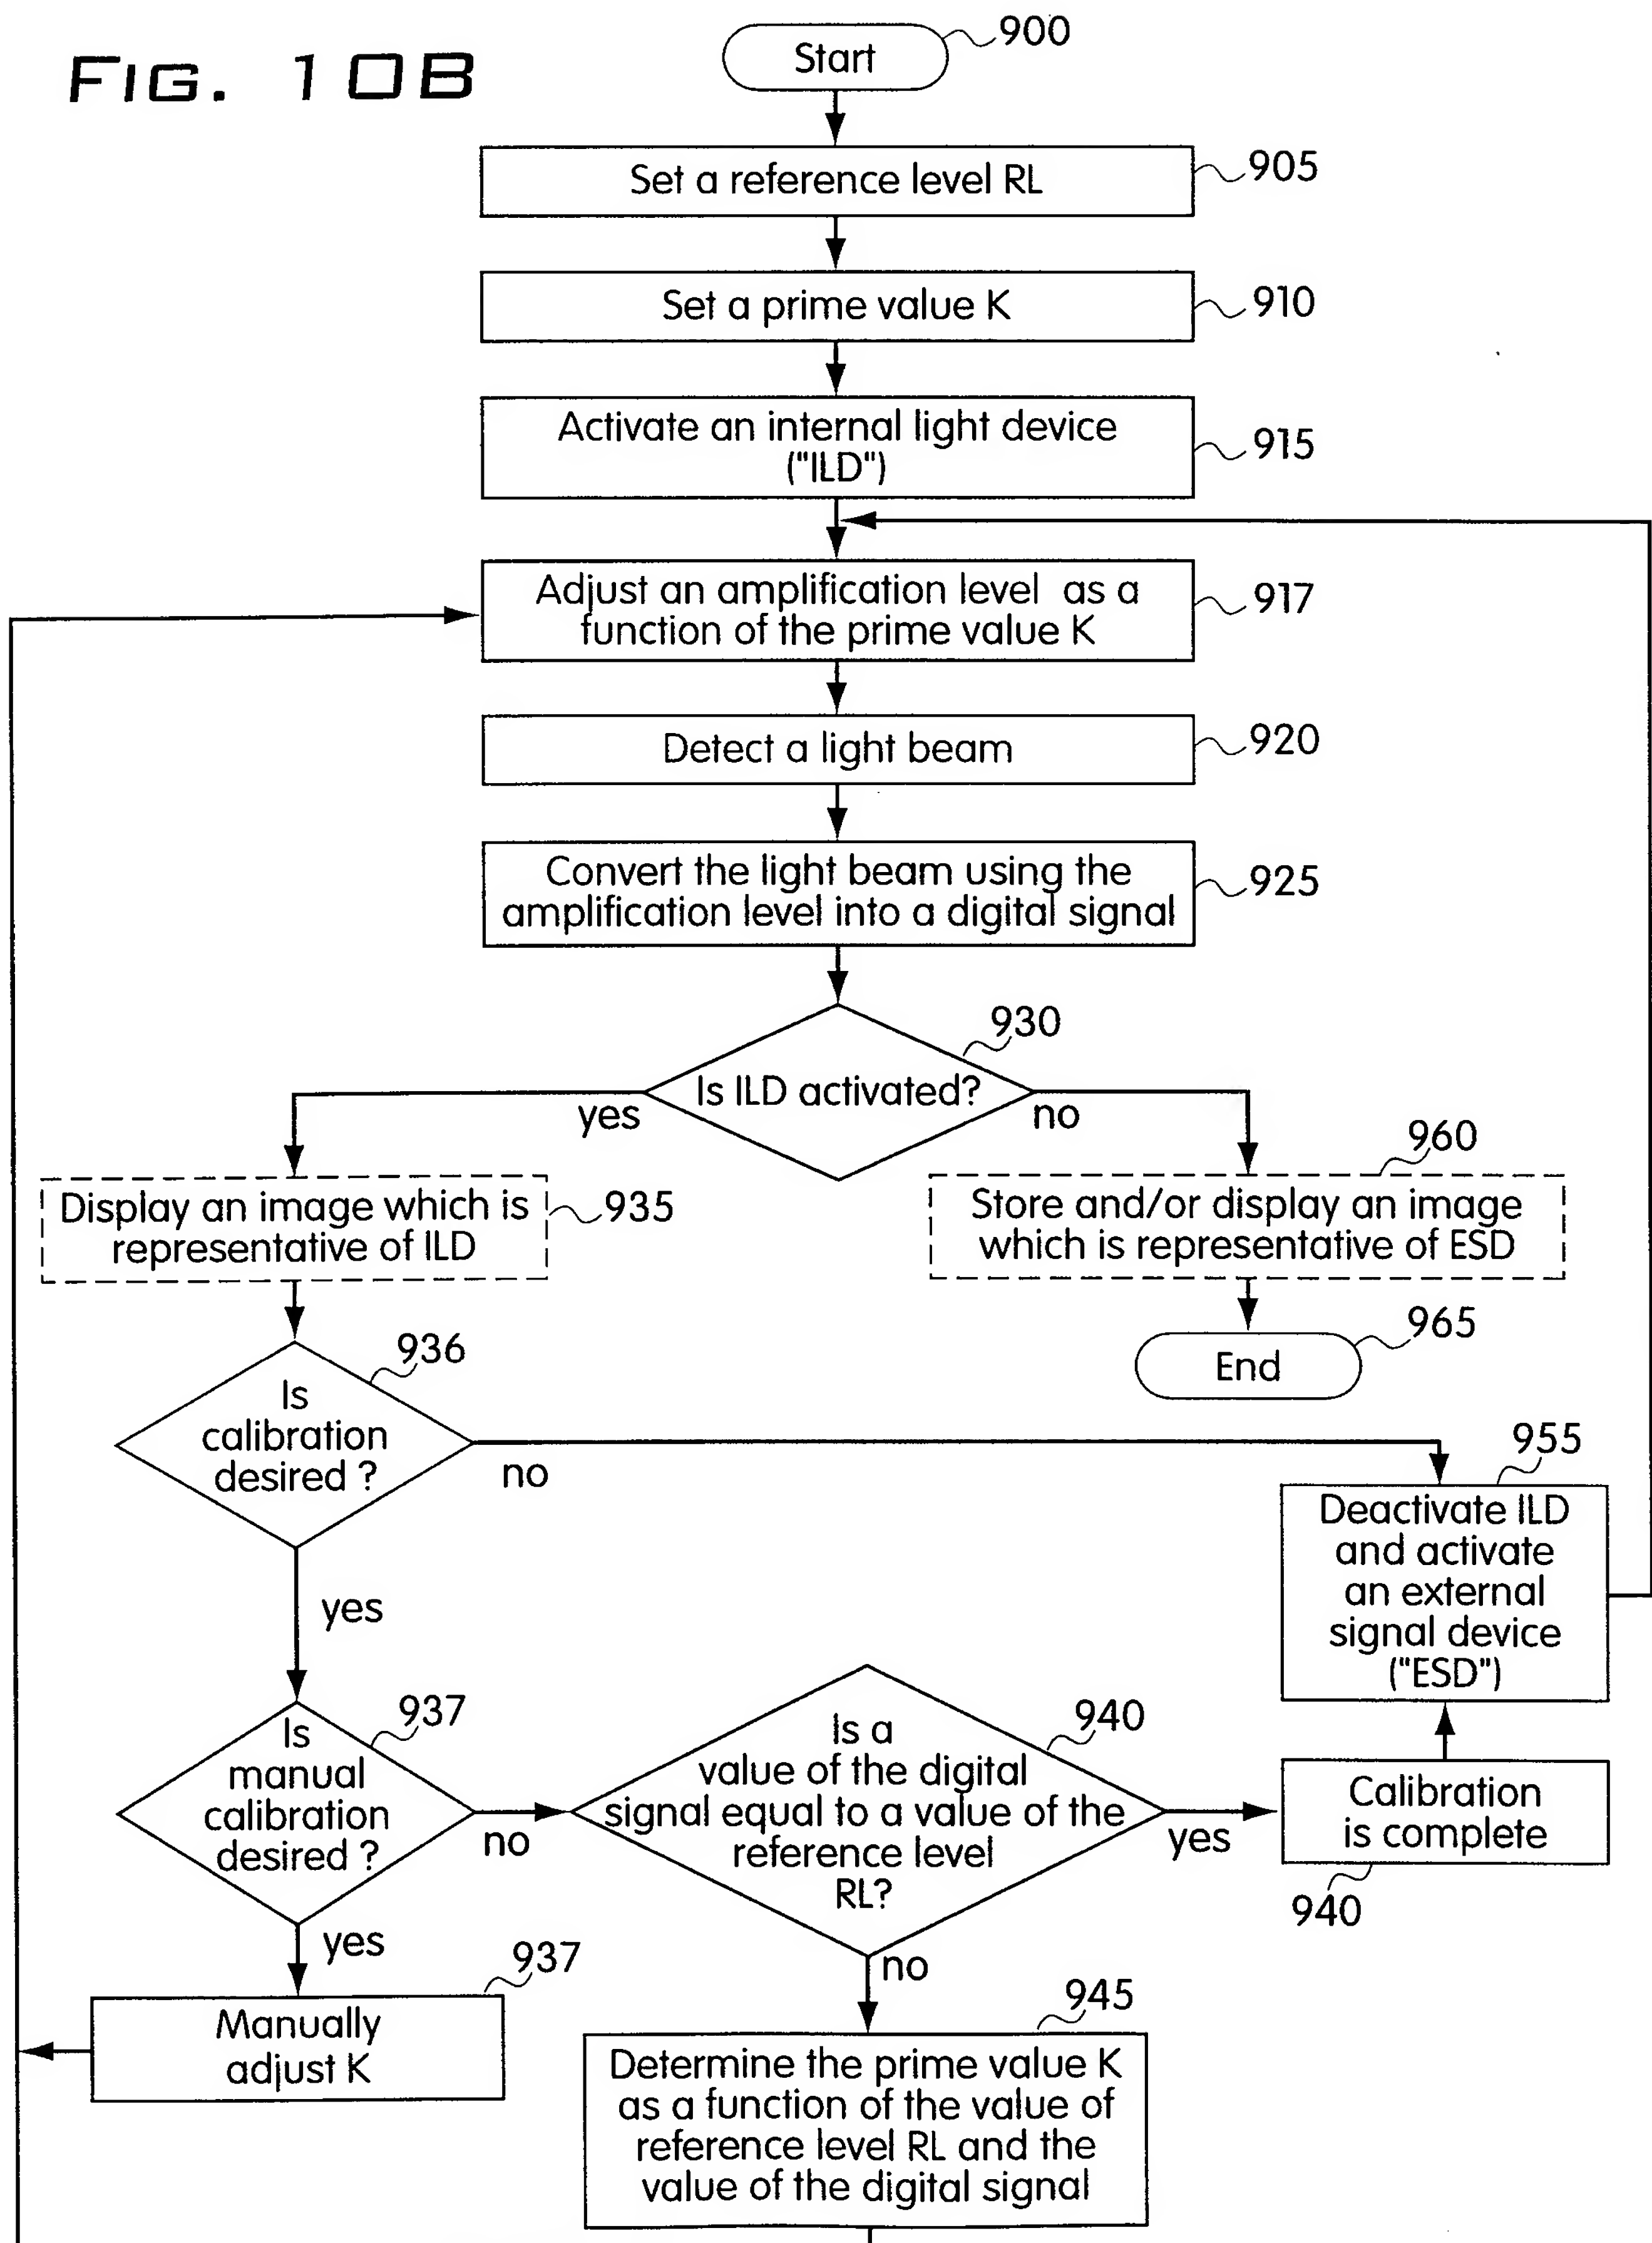 FIG. 10B
Start
900
Set a reference level RL
905
Set a prime value K
910
Activate an internal light device
("ILD")
915
Adjust an amplification level as a
function of the prime value K
917
Detect a light beam
920
Convert the light beam using the
amplification level into a digital signal
925
930
Is ILD activated?
yes
no
Display an image which is
representative of ILD
935
960
Store and/or display an image
which is representative of ESD
965
End
936
Is
calibration
desired ?
no
yes
955
Deactivate ILD
and activate
an external
signal device
("ESD")
937
Is
manual
calibration
desired ?
no
yes
940
Is a
value of the digital
signal equal to a value of the
reference level
RL?
yes
no
Calibration
is complete
940
937
Manually
adjust K
945
Determine the prime value K
as a function of the value of
reference level RL and the
value of the digital signal